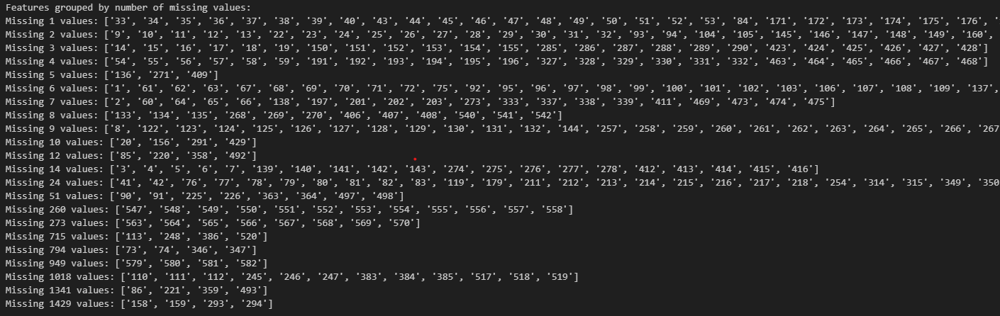 Features grouped by number of missing values:
Missing 1 values: ['33', '34', '35', '36', '37', '38', '39', '40', '43', '44', '45', '46', '47', '48', '49', '50', '51', '52', '53', '84', '171', '172', '173', '174', '175', '176', '
Missing 2 values: ['9', '10', '11', '12', '13', '22', '23', '24', '25', '26', '27', '28', '29', '30', '31', '32', '93', '94', '104', '105', '145', '146', '147', '148', '149', '160',
Missing 3 values: ['14', '15', '16', '17', '18', '19', '150', '151', '152', '153', '154', '155', '285', '286', '287', '288', '289', '290', '423', '424', '425', '426', '427', '428']
Missing 4 values: ['54', '55', '56', '57', '58', '59', '191', '192', '193', '194', '195', '196', '327', '328', '329', '330', '331', '332', '463', '464', '465', '466', '467', '468']
Missing 5 values: ['136', '271', '409']
Missing 6 values: ['1', '61', '62', '63', '67', '68', '69', '70', '71', '72', '75', '92', '95', '96', '97', '98', '99', '100', '101', '102', '103', '106', '107', '108', '109', '137',
Missing 7 values: ['2', '60', '64', '65', '66', '138', '197', '201', '202', '203', '273', '333', '337', '338', '339', '411', '469', '473', '474', '475']
Missing 8 values: ['133', '134', '135', '268', '269', '270', '406', '407', '408', '540', '541', '542']
Missing 9 values: ['8', '122', '123', '124', '125', '126', '127', '128', '129', '130', '131', '132', '144', '257', '258', '259', '260', '261', '262', '263', '264', '265', '266', '267
Missing 10 values: ['20', '156', '291', '429']
Missing 12 values: ['85', '220', '358', '492']
Missing 14 values: ['3', '4', '5', '6', '7', '139', '140', '141', '142', '143', '274', '275', '276', '277', '278', '412', '413', '414', '415', '416']
Missing 24 values: ['41', '42', '76', '77', '78', '79', '80', '81', '82', '83', '119', '179', '211', '212', '213', '214', '215', '216', '217', '218', '254', '314', '315', '349', '350
Missing 51 values: ['90', '91', '225', '226', '363', '364', '497', '498']
Missing 260 values: ['547', '548', '549', '550', '551', '552', '553', '554', '555', '556', '557', '558']
Missing 273 values: ['563', '564', '565', '566', '567', '568', '569', '570']
Missing 715 values: ['113', '248', '386', '520']
Missing 794 values: ['73', '74', '346', '347']
Missing 949 values: ['579', '580', '581', '582']
Missing 1018 values: ['110', '111', '112', '245', '246', '247', '383', '384', '385', '517', '518', '519']
Missing 1341 values: ['86', '221', '359', '493']
Missing 1429 values: ['158', '159', '293', '294']